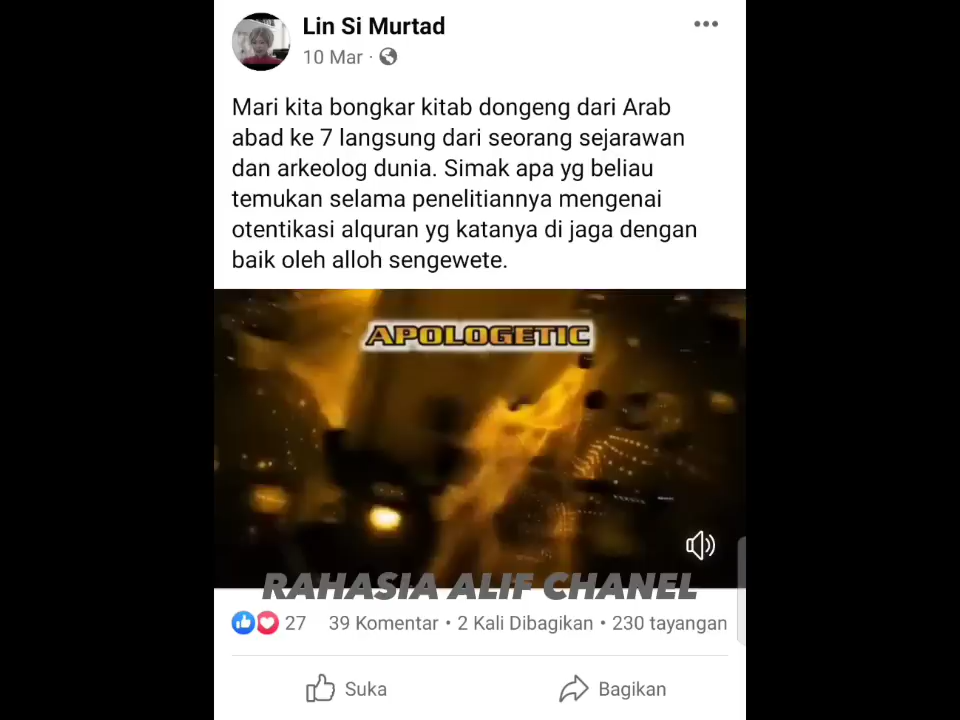 Lin Si Murtad
10 Mar ·
Mari kita bongkar kitab dongeng dari Arab
abad ke 7 langsung dari seorang sejarawan
dan arkeolog dunia. Simak apa yg beliau
temukan selama penelitiannya mengenai
otentikasi alquran yg katanya di jaga dengan
baik oleh alloh sengewete.
APOLOGETIC
RAHASIA ALIF CHANEL
27 39 Komentar • 2 Kali Dibagikan • 230 tayangan
Suka Bagikan